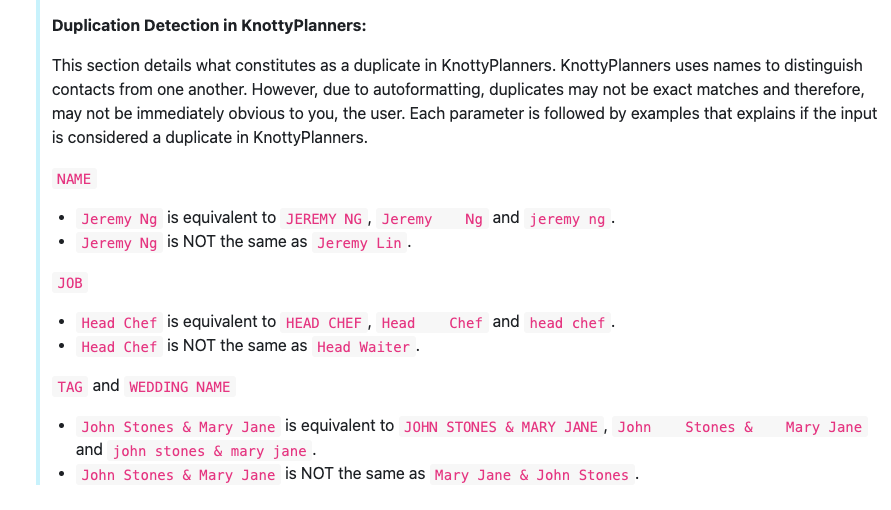 Duplication Detection in KnottyPlanners:
This section details what constitutes as a duplicate in KnottyPlanners. KnottyPlanners uses names to distinguish
contacts from one another. However, due to autoformatting, duplicates may not be exact matches and therefore,
may not be immediately obvious to you, the user. Each parameter is followed by examples that explains if the input
is considered a duplicate in KnottyPlanners.
NAME
• Jeremy Ng is equivalent to JEREMY NG , Jeremy    Ng and jeremy ng .
• Jeremy Ng is NOT the same as Jeremy Lin .
JOB
• Head Chef is equivalent to HEAD CHEF , Head    Chef and head chef .
• Head Chef is NOT the same as Head Waiter .
TAG and WEDDING NAME
• John Stones & Mary Jane is equivalent to JOHN STONES & MARY JANE , John    Stones &    Mary Jane
and john stones & mary jane .
• John Stones & Mary Jane is NOT the same as Mary Jane & John Stones .